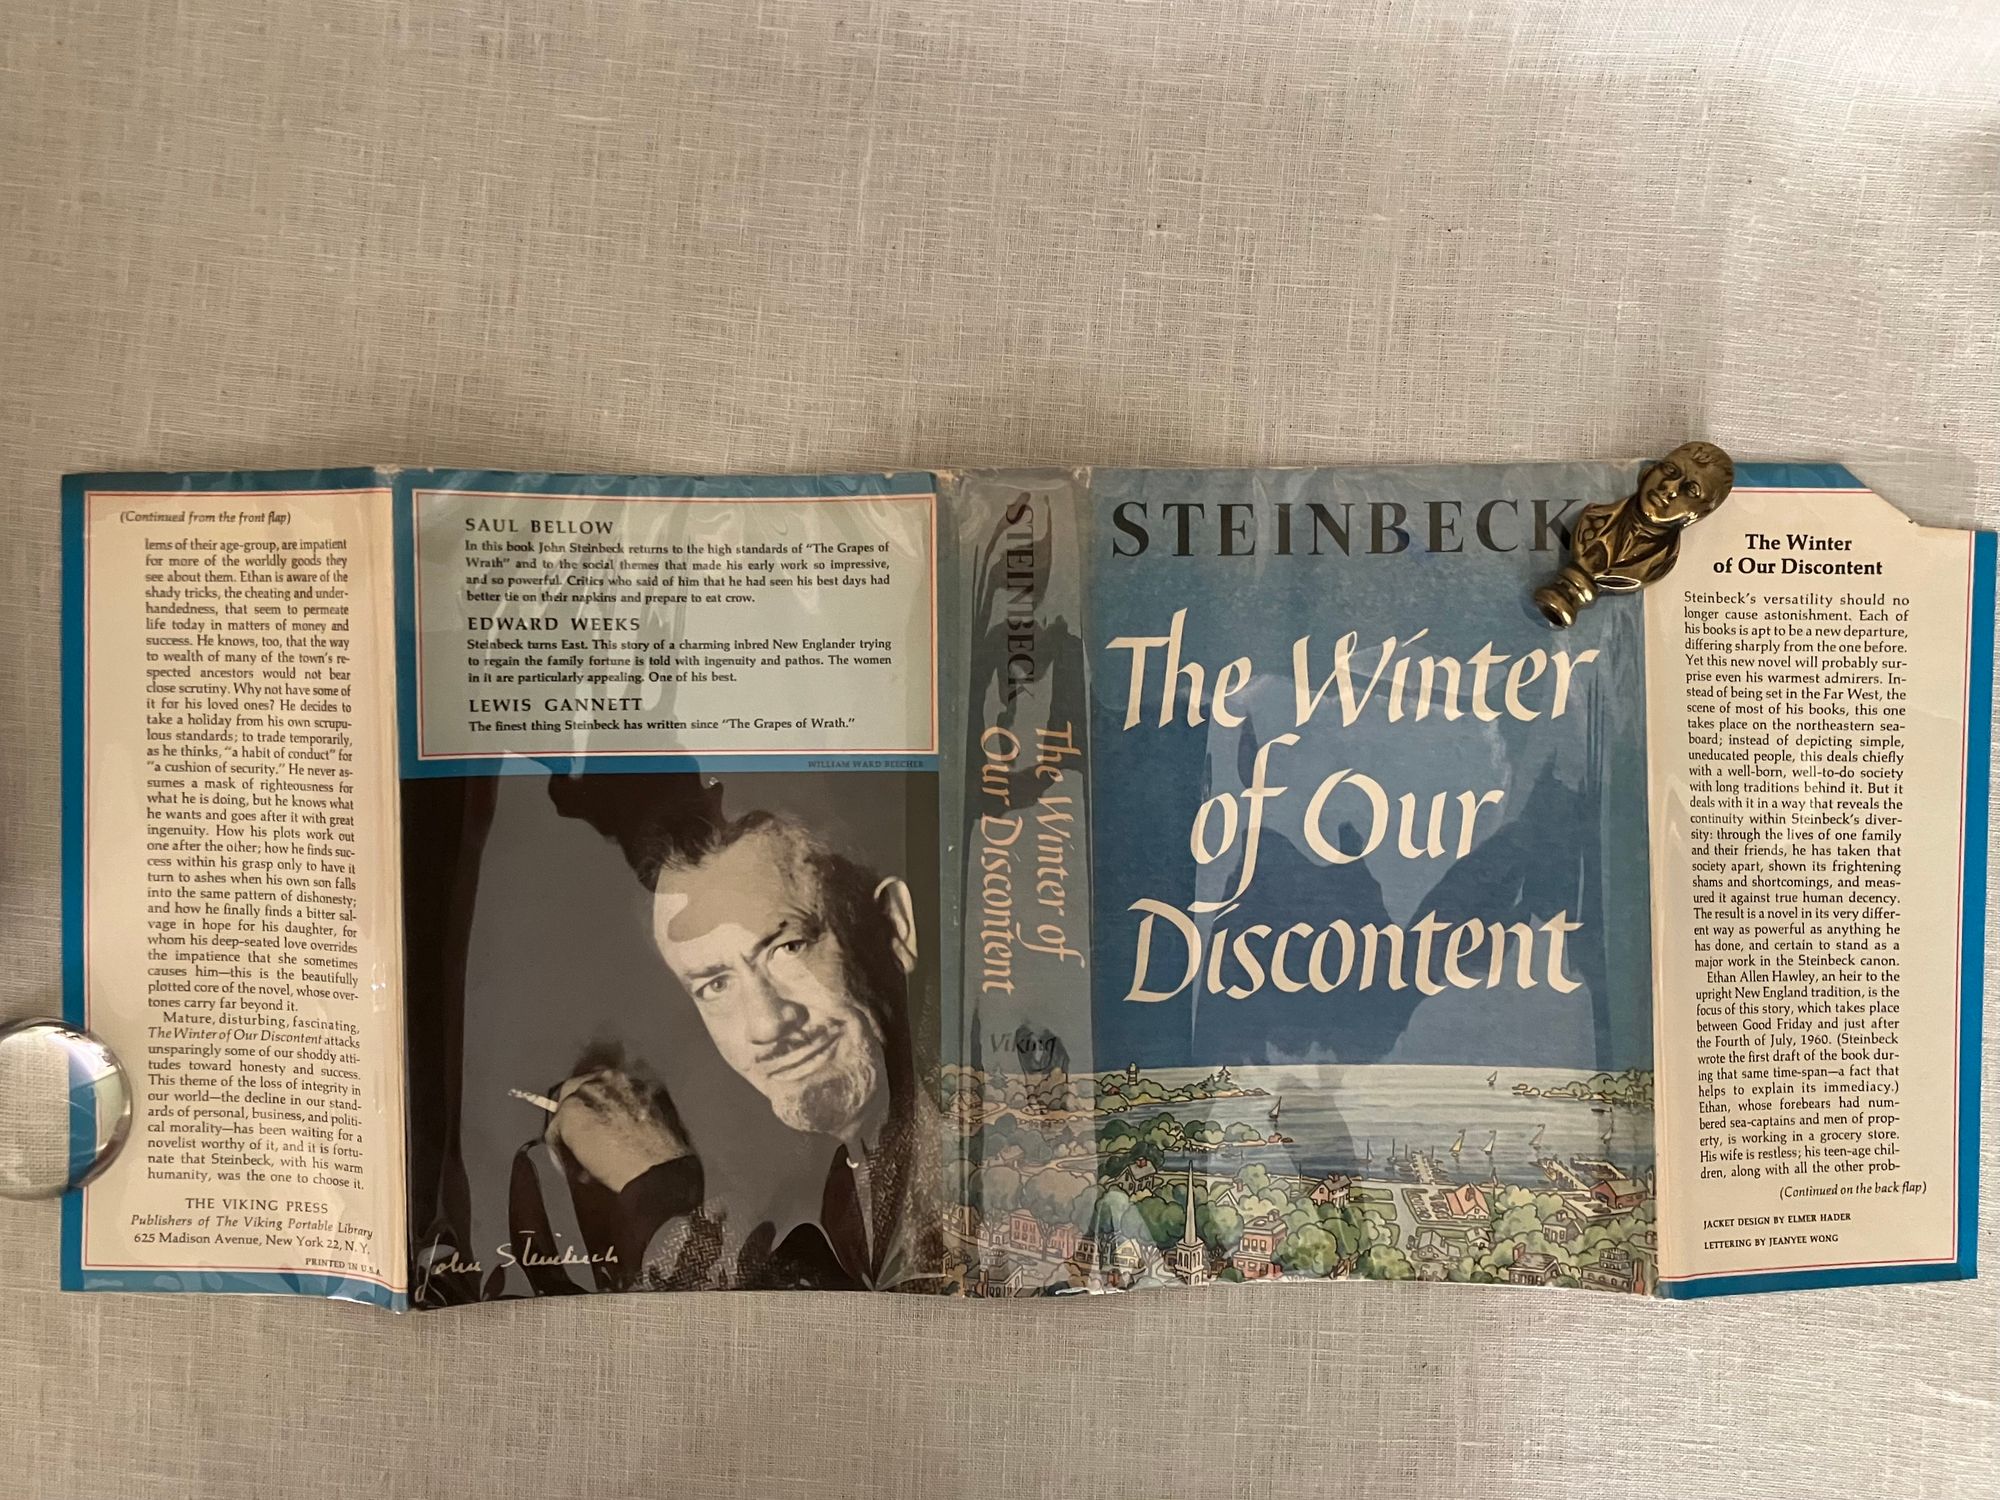 (Continued from the front flap)
lems of their age-group, are impatient
for more of the worldly goods they
see about them. Ethan is aware of the
shady tricks, the cheating and under-
handedness, that seem to permeate
life today in matters of money and
success. He knows, too, that the way
to wealth of many of the town's re-
spected ancestors would not bear
close scrutiny. Why not have some of
it for his loved ones? He decides to
take a holiday from his own scrupu-
lous standards; to trade temporarily,
as he thinks, "a habit of conduct" for
"a cushion of security." He never as-
sumes a mask of righteousness for
what he is doing, but he knows what
he wants and goes after it with great
ingenuity. How his plots work out
one after the other; how he finds suc-
cess within his grasp only to have it
turn to ashes when his own son falls
into the same pattern of dishonesty;
and how he finally finds a bitter sal-
vage in hope for his daughter, for
whom his deep-seated love overrides
the impatience that she sometimes
causes him—this is the beautifully
plotted core of the novel, whose over-
tones carry far beyond it.
Mature, disturbing, fascinating,
The Winter of Our Discontent attacks
unsparingly some of our shoddy atti-
tudes toward honesty and success.
This theme of the loss of integrity in
our world—the decline in our stand-
ards of personal, business, and politi-
cal morality—has been waiting for a
novelist worthy of it, and it is fortu-
nate that Steinbeck, with his warm
humanity, was the one to choose it.
THE VIKING PRESS
Publishers of The Viking Portable Library
625 Madison Avenue, New York 22, N. Y.
PRINTED IN U.S.A.
SAUL BELLOW
In this book John Steinbeck returns to the high standards of "The Grapes of
Wrath" and to the social themes that made his early work so impressive,
and so powerful. Critics who said of him that he had seen his best days had
better tie on their napkins and prepare to eat crow.
EDWARD WEEKS
Steinbeck turns East. This story of a charming inbred New Englander trying
to regain the family fortune is told with ingenuity and pathos. The women
in it are particularly appealing. One of his best.
LEWIS GANNETT
The finest thing Steinbeck has written since "The Grapes of Wrath."
WILLIAM WARD BEECHER
John Steinbeck
STEINBECK
The Winter of
Our Discontent
Viking
STEINBECK
The Winter
of Our
Discontent
The Winter
of Our Discontent
Steinbeck's versatility should no
longer cause astonishment. Each of
his books is apt to be a new departure,
differing sharply from the one before.
Yet this new novel will probably sur-
prise even his warmest admirers. In-
stead of being set in the Far West, the
scene of most of his books, this one
takes place on the northeastern sea-
board; instead of depicting simple,
uneducated people, this deals chiefly
with a well-born, well-to-do society
with long traditions behind it. But it
deals with it in a way that reveals the
continuity within Steinbeck's diver-
sity: through the lives of one family
and their friends, he has taken that
society apart, shown its frightening
shams and shortcomings, and meas-
ured it against true human decency.
The result is a novel in its very differ-
ent way as powerful as anything he
has done, and certain to stand as a
major work in the Steinbeck canon.
Ethan Allen Hawley, an heir to the
upright New England tradition, is the
focus of this story, which takes place
between Good Friday and just after
the Fourth of July, 1960. (Steinbeck
wrote the first draft of the book dur-
ing that same time-span—a fact that
helps to explain its immediacy.)
Ethan, whose forebears had num-
bered sea-captains and men of prop-
erty, is working in a grocery store.
His wife is restless; his teen-age chil-
dren, along with all the other prob-
(Continued on the back flap)
JACKET DESIGN BY ELMER HADER
LETTERING BY JEANYEE WONG